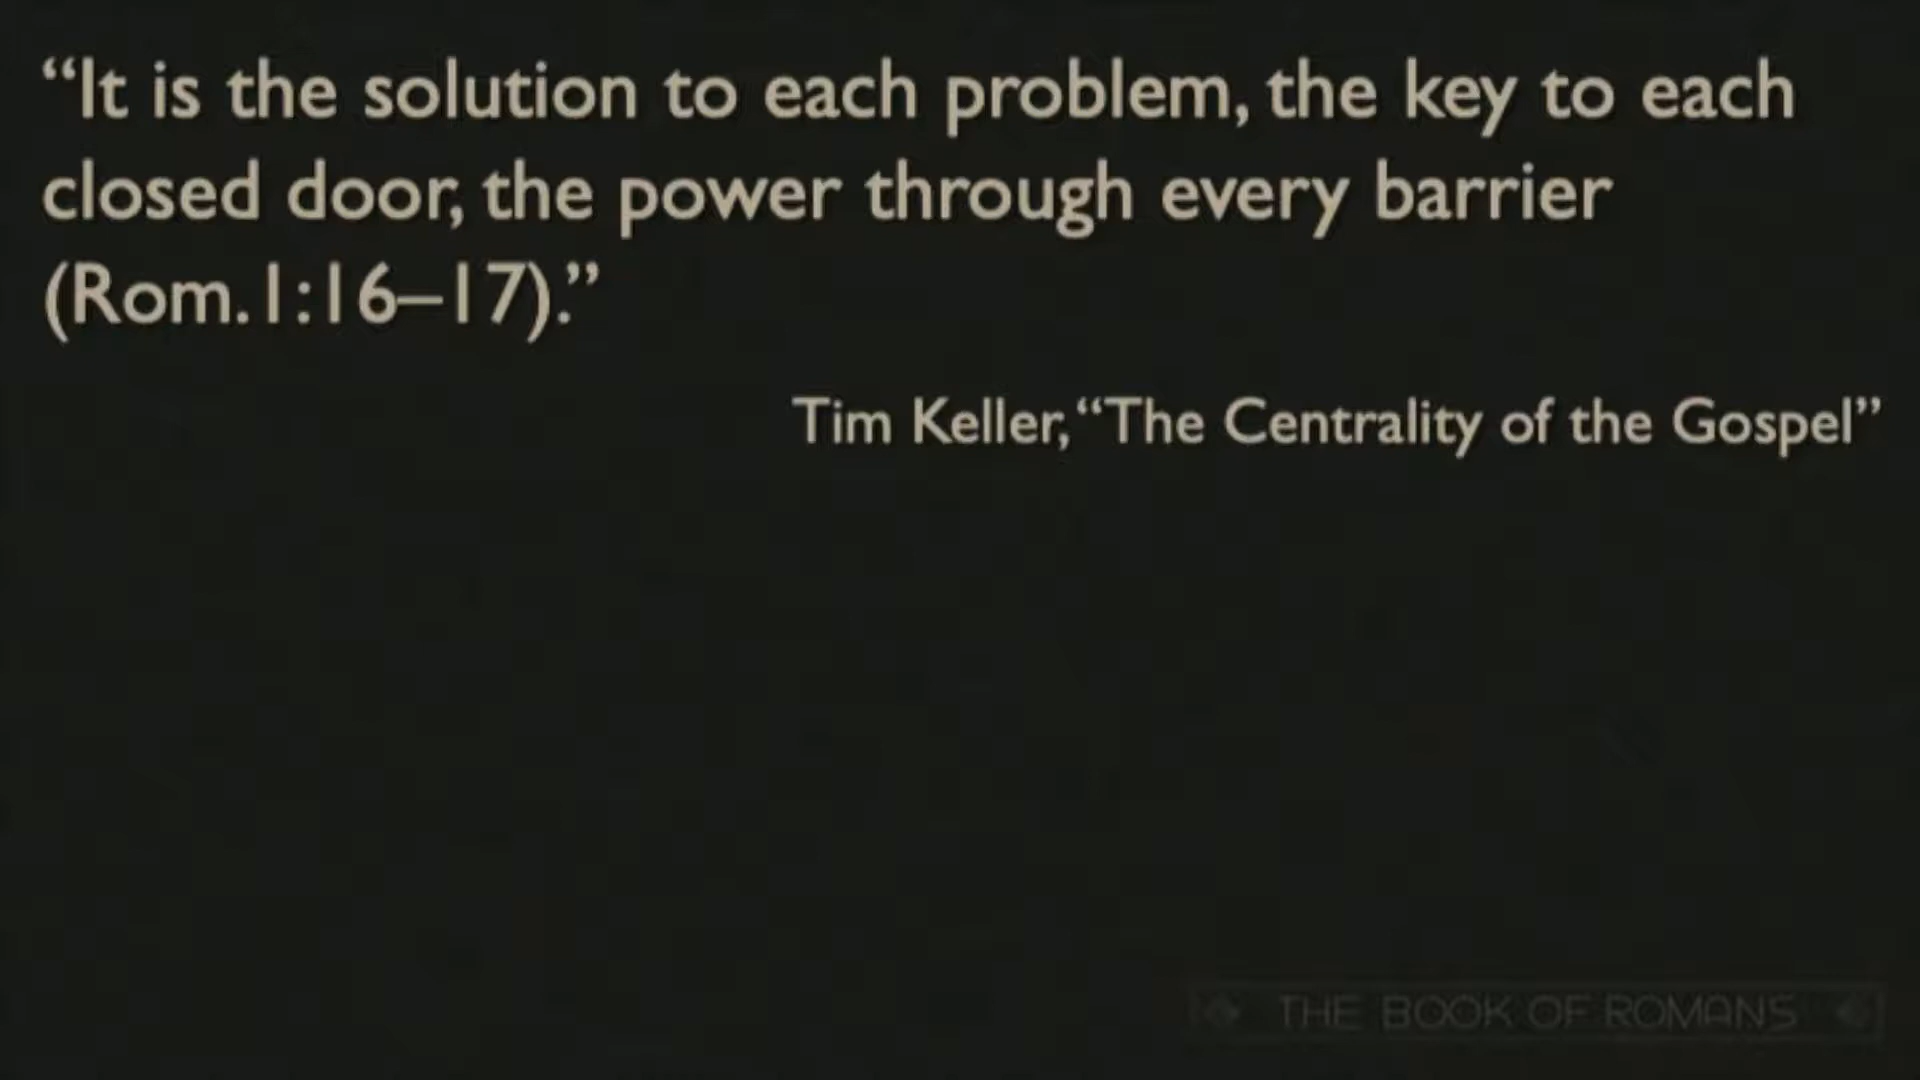 “It is the solution to each problem, the key to each
closed door, the power through every barrier
(Rom. 1:16–17).”
Tim Keller, “The Centrality of the Gospel”
THE BOOK OF ROMANS